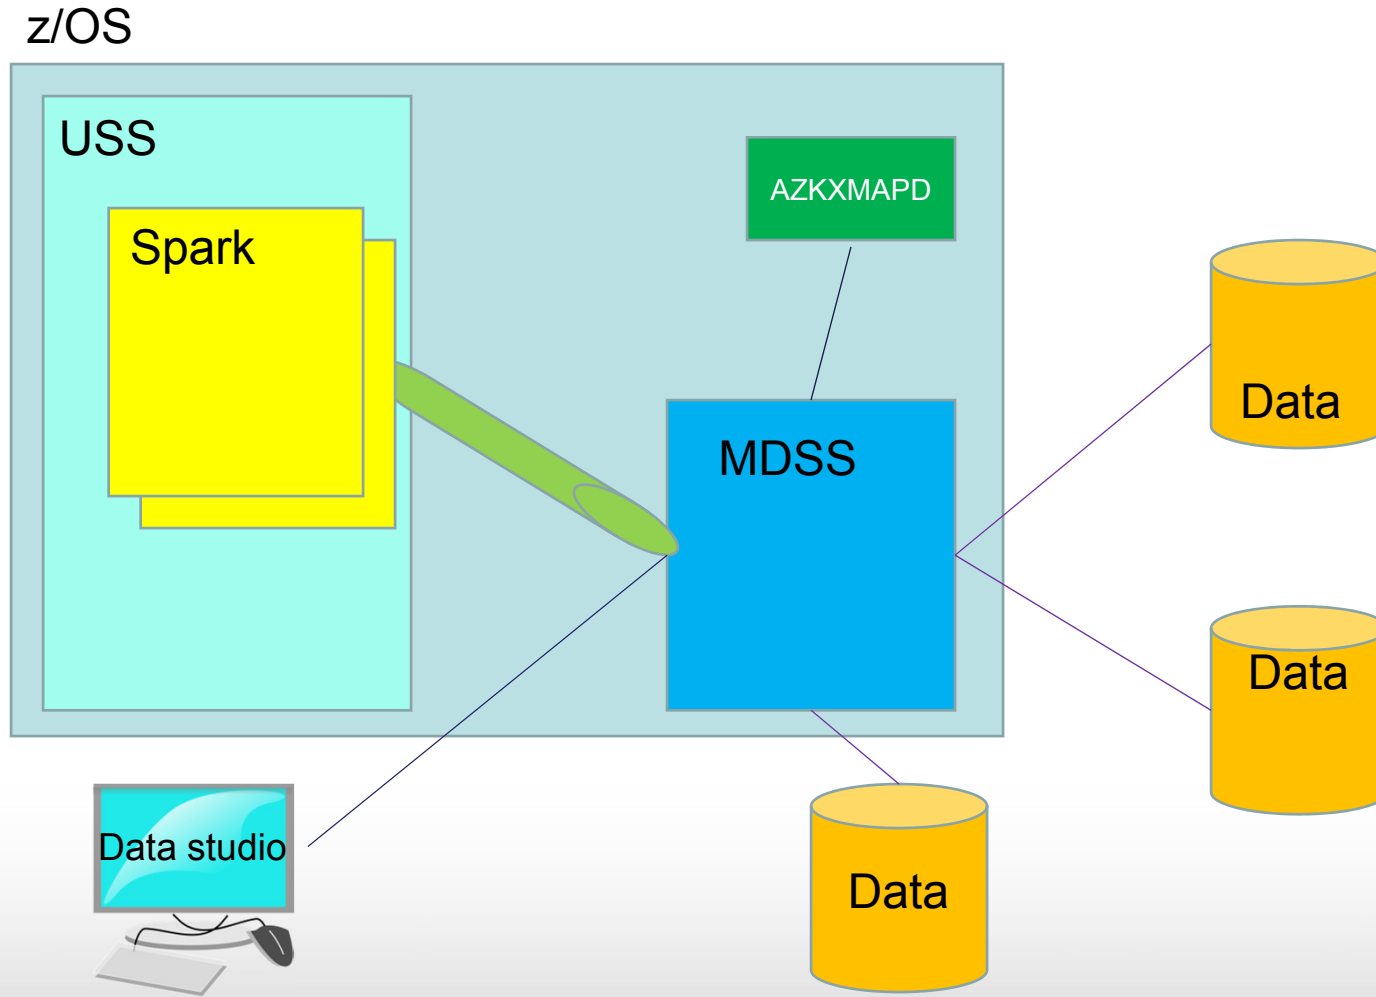 z/OS
USS
Spark
AZKXMAPD
MDSS
Data
Data
Data studio
Data